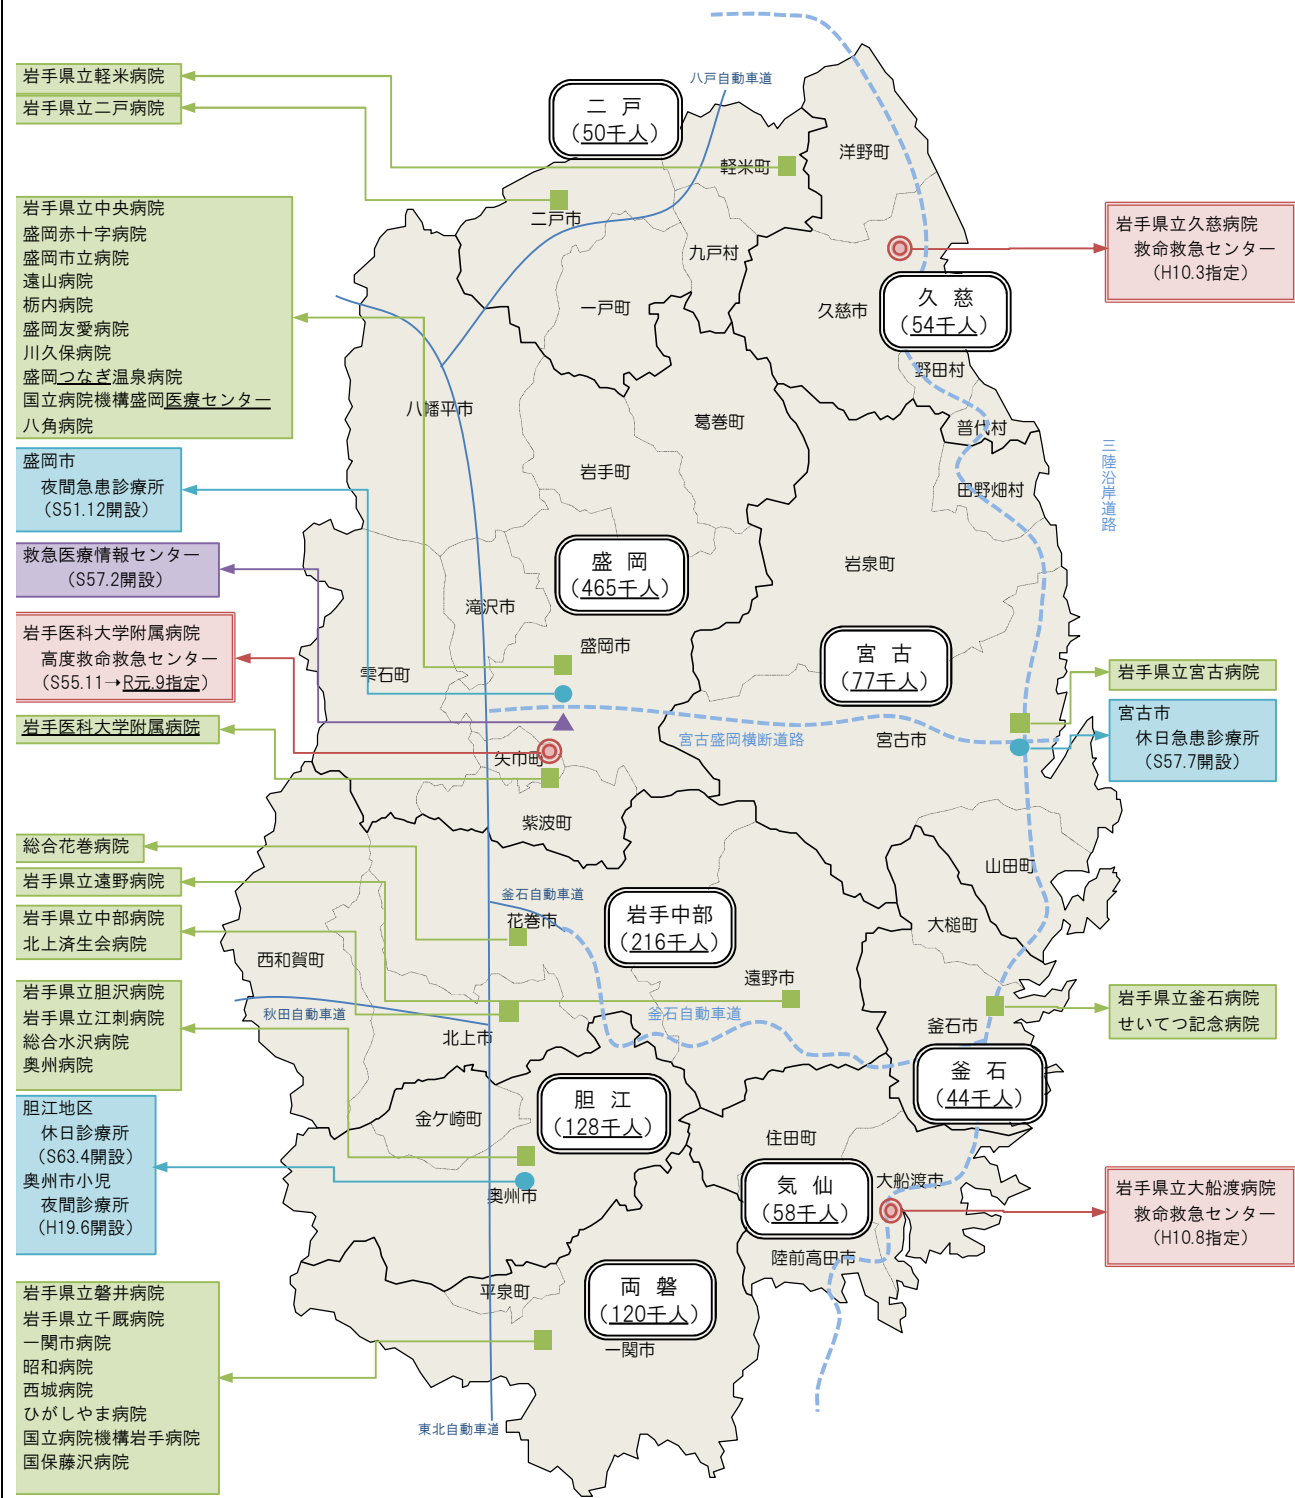 岩手県立軽米病院
岩手県立二戸病院
岩手県立中央病院
盛岡赤十字病院
盛岡市立病院
遠山病院
栃内病院
盛岡友愛病院
川久保病院
盛岡つなぎ温泉病院
国立病院機構盛岡医療センター
八角病院
盛岡市
夜間急患診療所
(S51.12開設)
救急医療情報センター
(S57.2開設)
岩手医科大学附属病院
高度救命救急センター
(S55.11→R元.9指定)
岩手医科大学附属病院
総合花巻病院
岩手県立遠野病院
岩手県立中部病院
北上済生会病院
岩手県立胆沢病院
岩手県立江刺病院
総合水沢病院
奥州病院
胆江地区
休日診療所
(S63.4開設)
奥州市小児
夜間診療所
(H19.6開設)
岩手県立磐井病院
岩手県立千厩病院
一関市病院
昭和病院
西城病院
ひがしやま病院
国立病院機構岩手病院
国保藤沢病院
八戸自動車道
二 戸
(50千人)
軽米町
洋野町
二戸市
九戸村
一戸町
久慈市
久 慈
(54千人)
野田村
普代村
八幡平市
葛巻町
岩手町
田野畑村
三陸沿岸道路
岩泉町
盛 岡
(465千人)
滝沢市
盛岡市
雫石町
宮 古
(77千人)
宮古盛岡横断道路
宮古市
矢巾町
紫波町
山田町
釜石自動車道
花巻市
岩手中部
(216千人)
大槌町
西和賀町
遠野市
秋田自動車道
北上市
釜石自動車道
釜石市
釜 石
(44千人)
胆 江
(128千人)
金ケ崎町
住田町
奥州市
気 仙
(58千人)
大船渡市
陸前高田市
平泉町
両 磐
(120千人)
一関市
東北自動車道
岩手県立久慈病院
救命救急センター
(H10.3指定)
岩手県立宮古病院
宮古市
休日急患診療所
(S57.7開設)
岩手県立釜石病院
せいてつ記念病院
岩手県立大船渡病院
救命救急センター
(H10.8指定)